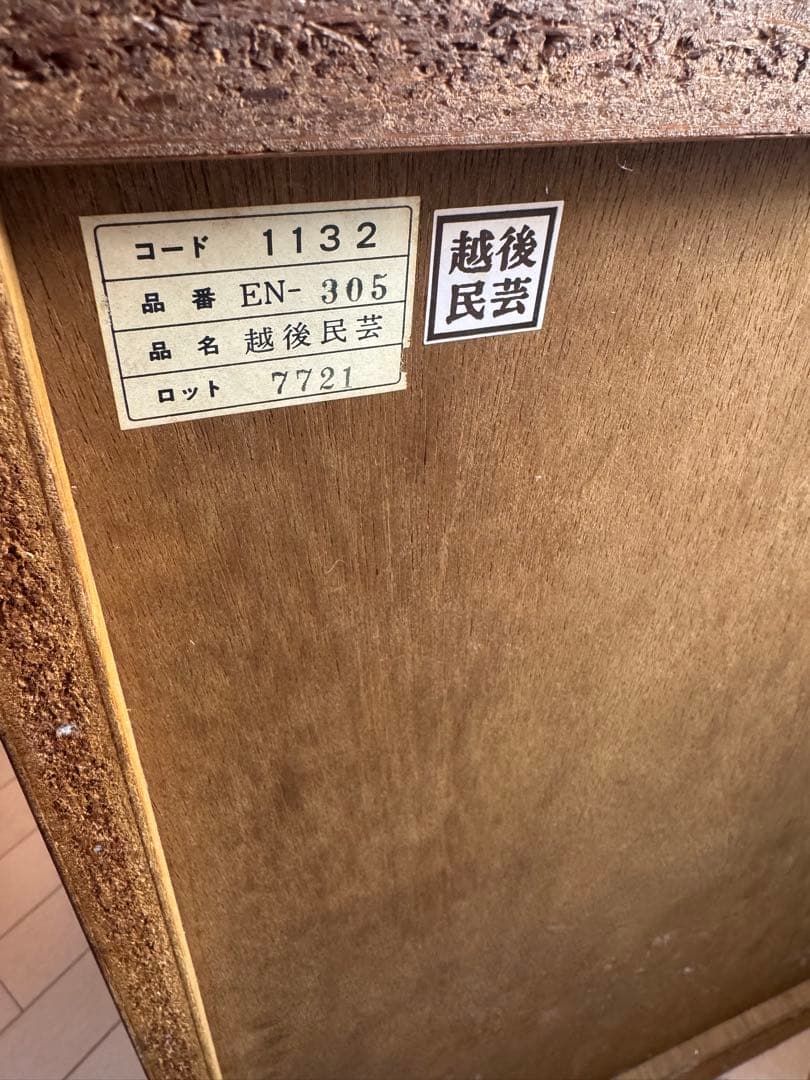 コード 1132
品番 EN- 305
品名 越後民芸
ロット 7721
越後
民芸